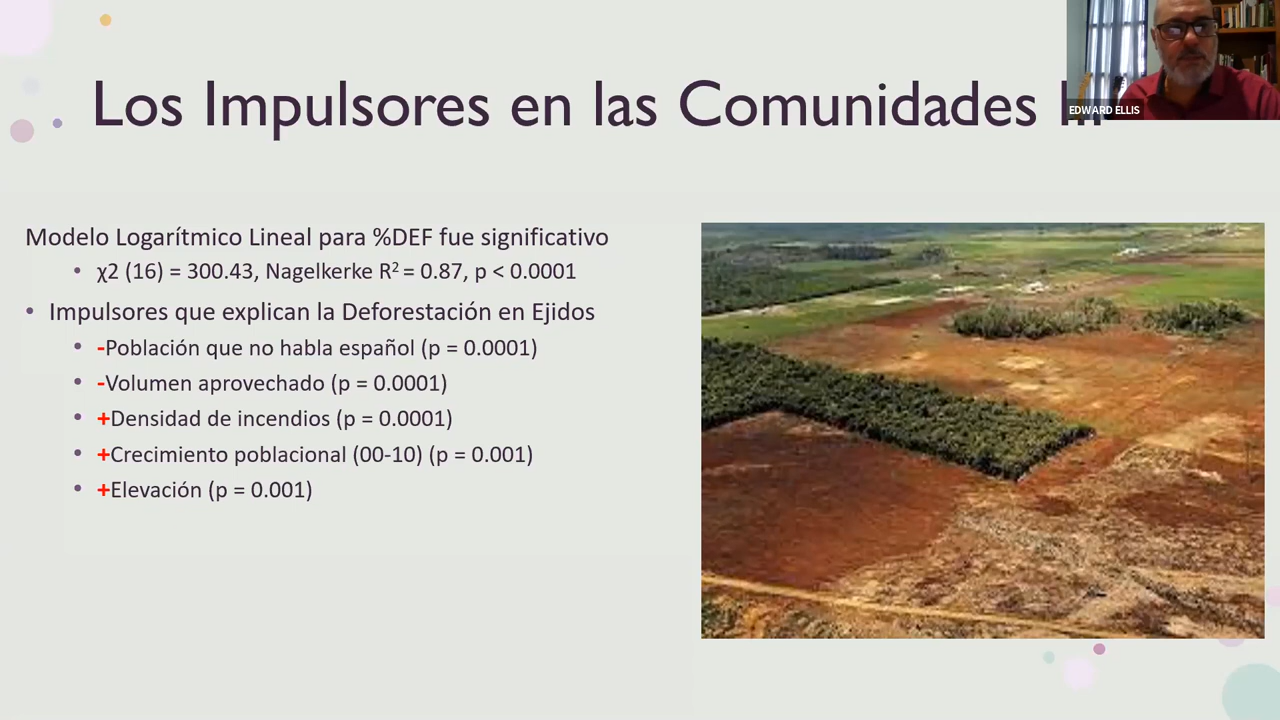 Los Impulsores en las Comunidades
EDWARD ELLIS
Modelo Logarítmico Lineal para %DEF fue significativo
• χ2 (16) = 300.43, Nagelkerke R² = 0.87, p < 0.0001
• Impulsores que explican la Deforestación en Ejidos
• -Población que no habla español (p = 0.0001)
• -Volumen aprovechado (p = 0.0001)
• +Densidad de incendios (p = 0.0001)
• +Crecimiento poblacional (00-10) (p = 0.001)
• +Elevación (p = 0.001)